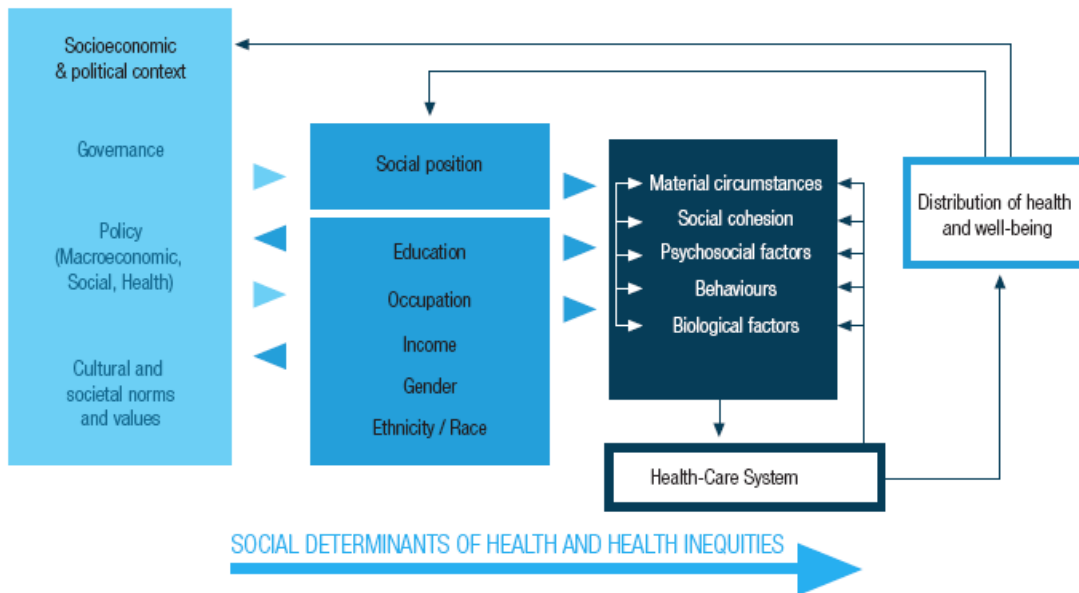 Socioeconomic
& political context
Governance
Policy
(Macroeconomic,
Social, Health)
Cultural and
societal norms
and values
Social position
Education
Occupation
Income
Gender
Ethnicity / Race
Material circumstances
Social cohesion
Psychosocial factors
Behaviours
Biological factors
Health-Care System
Distribution of health
and well-being
SOCIAL DETERMINANTS OF HEALTH AND HEALTH INEQUITIES